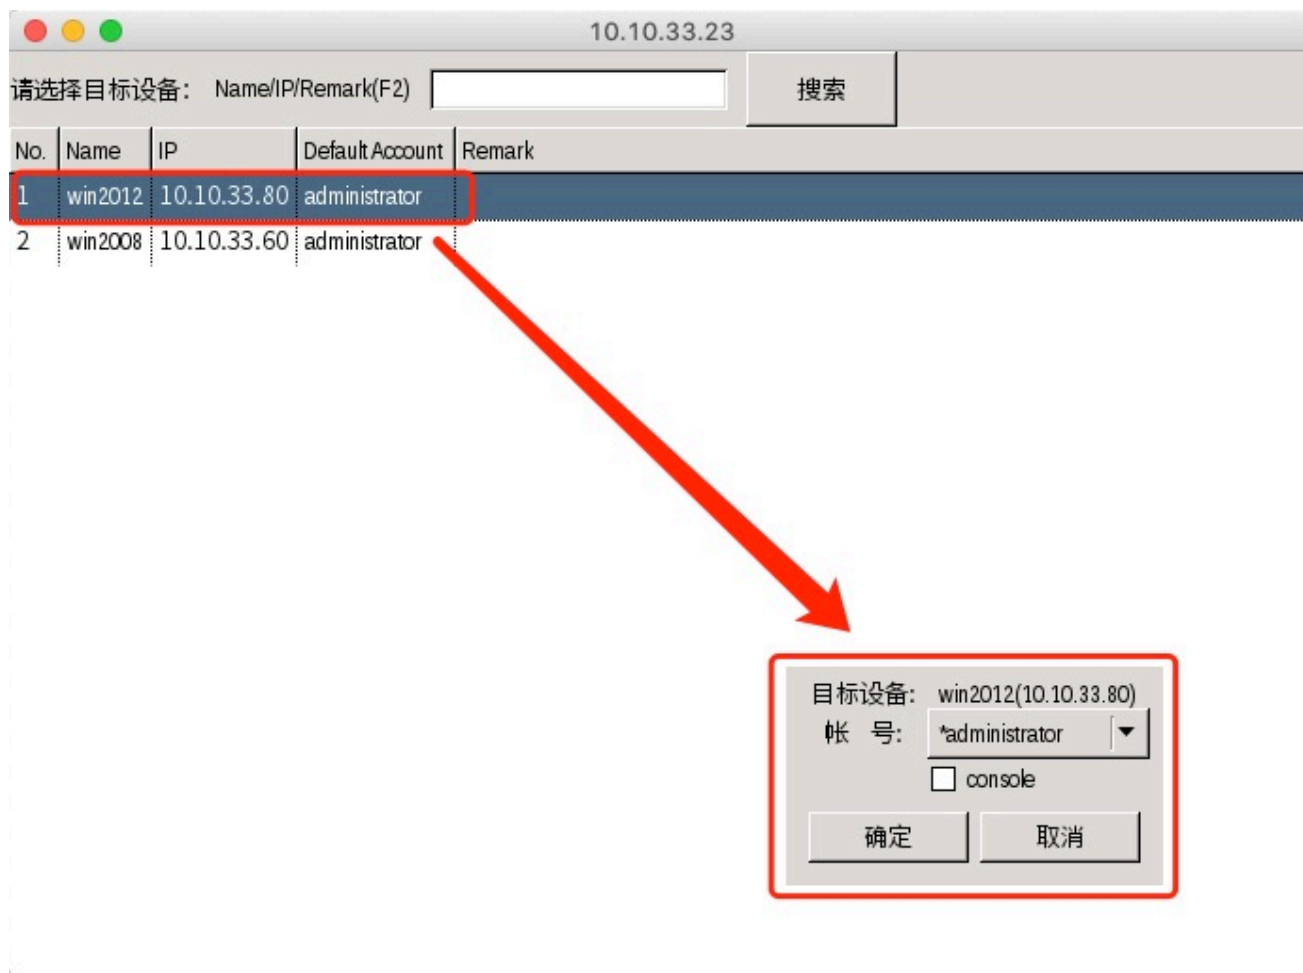 10.10.33.23
请选择目标设备: Name/IP/Remark(F2) 搜索
No. Name IP Default Account Remark
1 win2012 10.10.33.80 administrator
2 win2008 10.10.33.60 administrator
目标设备: win2012(10.10.33.80)
帐 号: *administrator
console
确定 取消